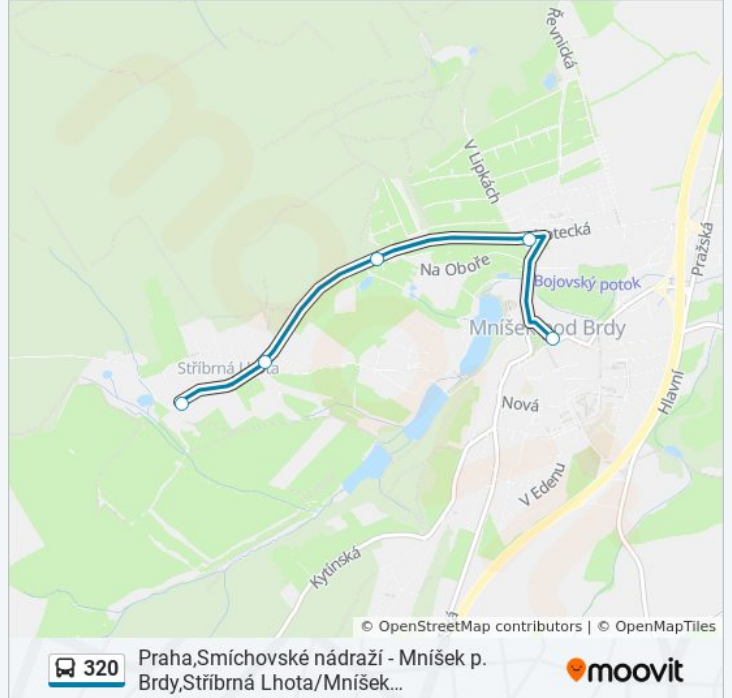 Řevnická
V Lipkách
Pražská
Na Oboře
Bojovský potok
Mníšek pod Brdy
Stříbrná Lhota
Nová
Hlavní
V Edenu
Kytínská
© OpenStreetMap contributors | © OpenMapTiles
320
Praha,Smíchovské nádraží - Mníšek p.
Brdy,Stříbrná Lhota/Mníšek...
moovit